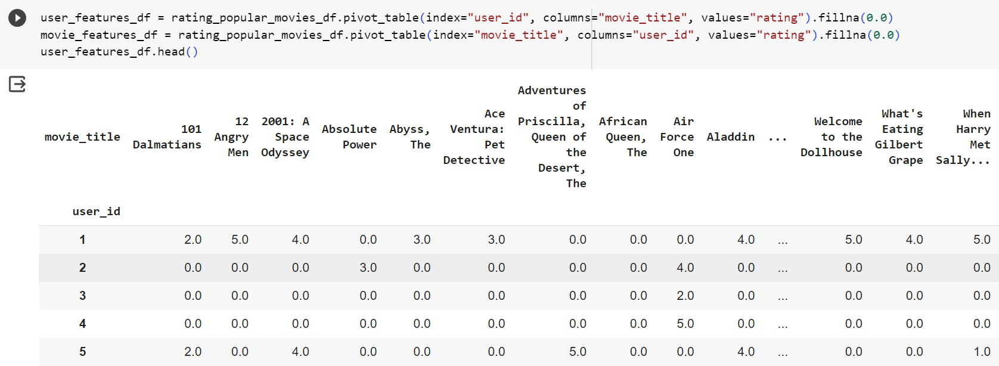 user_features_df = rating_popular_movies_df.pivot_table(index="user_id", columns="movie_title", values="rating").fillna(0.0)
movie_features_df = rating_popular_movies_df.pivot_table(index="movie_title", columns="user_id", values="rating").fillna(0.0)
user_features_df.head()
movie_title 101 Dalmatians 12 Angry Men 2001: A Space Odyssey Absolute Power Abyss, The Ace Ventura: Pet Detective Adventures of Priscilla, Queen of the Desert, The African Queen, The Air Force One Aladdin ... Welcome to the Dollhouse What's Eating Gilbert Grape When Harry Met Sally...
user_id
1 2.0 5.0 4.0 0.0 3.0 3.0 0.0 0.0 0.0 4.0 ... 5.0 4.0 5.0
2 0.0 0.0 0.0 3.0 0.0 0.0 0.0 0.0 4.0 0.0 ... 0.0 0.0 0.0
3 0.0 0.0 0.0 0.0 0.0 0.0 0.0 0.0 2.0 0.0 ... 0.0 0.0 0.0
4 0.0 0.0 0.0 0.0 0.0 0.0 0.0 0.0 5.0 0.0 ... 0.0 0.0 0.0
5 2.0 0.0 4.0 0.0 0.0 0.0 5.0 0.0 0.0 4.0 ... 0.0 0.0 1.0